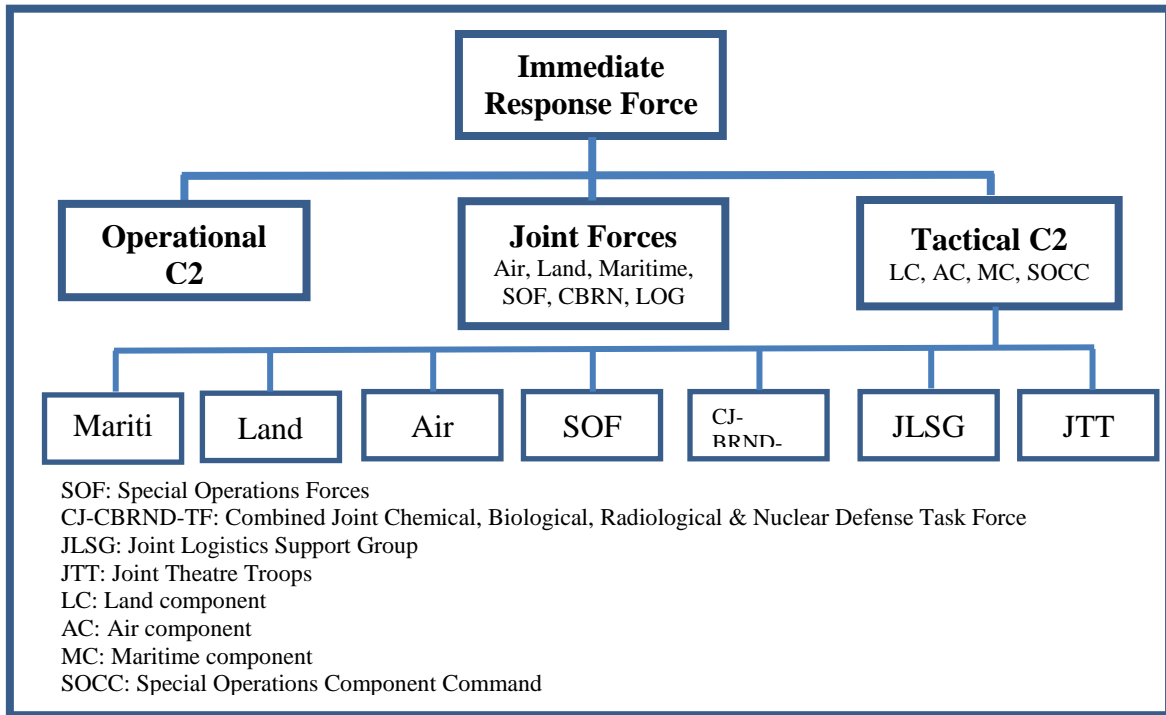 Immediate
Response Force
Operational
C2
Joint Forces
Air, Land, Maritime,
SOF, CBRN, LOG
Tactical C2
LC, AC, MC, SOCC
Mariti
Land
Air
SOF
CJ-
BRND-
JLSG
JTT
SOF: Special Operations Forces
CJ-CBRND-TF: Combined Joint Chemical, Biological, Radiological & Nuclear Defense Task Force
JLSG: Joint Logistics Support Group
JTT: Joint Theatre Troops
LC: Land component
AC: Air component
MC: Maritime component
SOCC: Special Operations Component Command